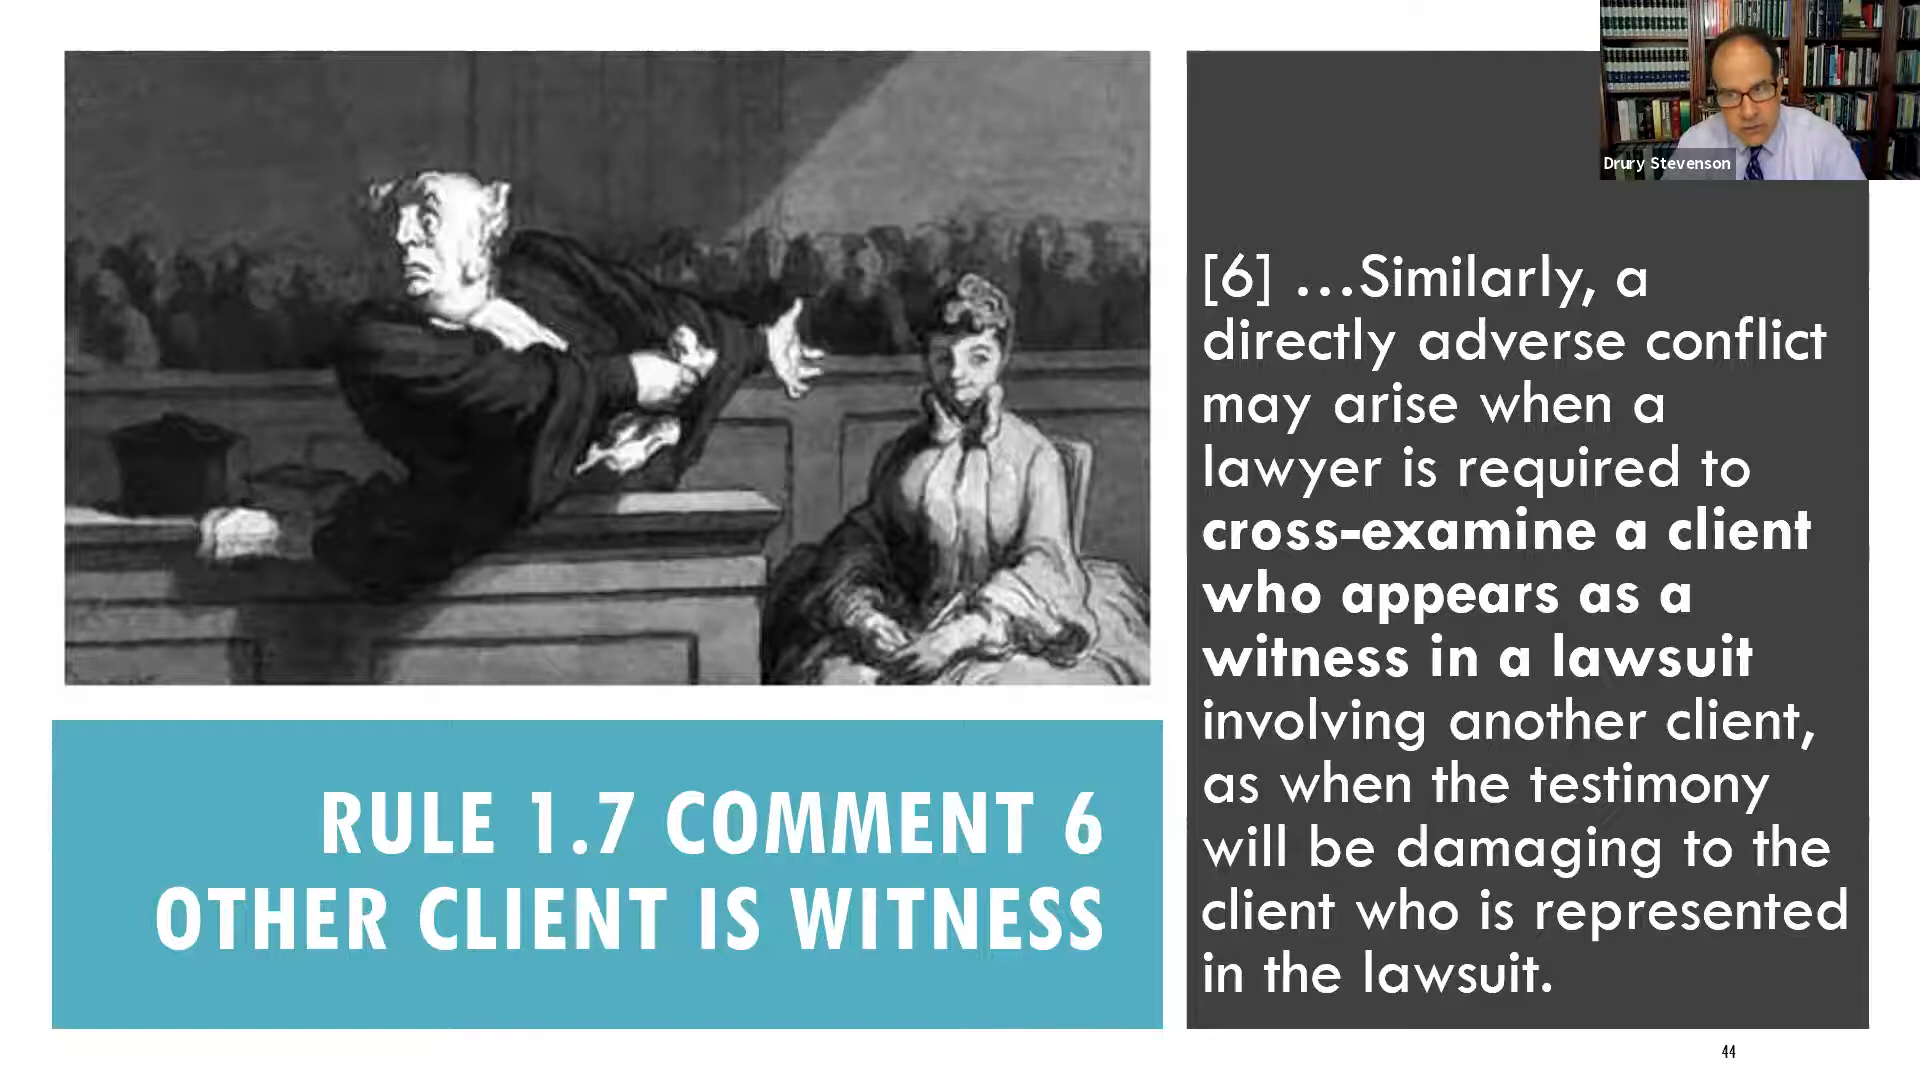 Drury Stevenson
[6] …Similarly, a
directly adverse conflict
may arise when a
lawyer is required to
cross-examine a client
who appears as a
witness in a lawsuit
involving another client,
as when the testimony
will be damaging to the
client who is represented
in the lawsuit.
RULE 1.7 COMMENT 6
OTHER CLIENT IS WITNESS
44